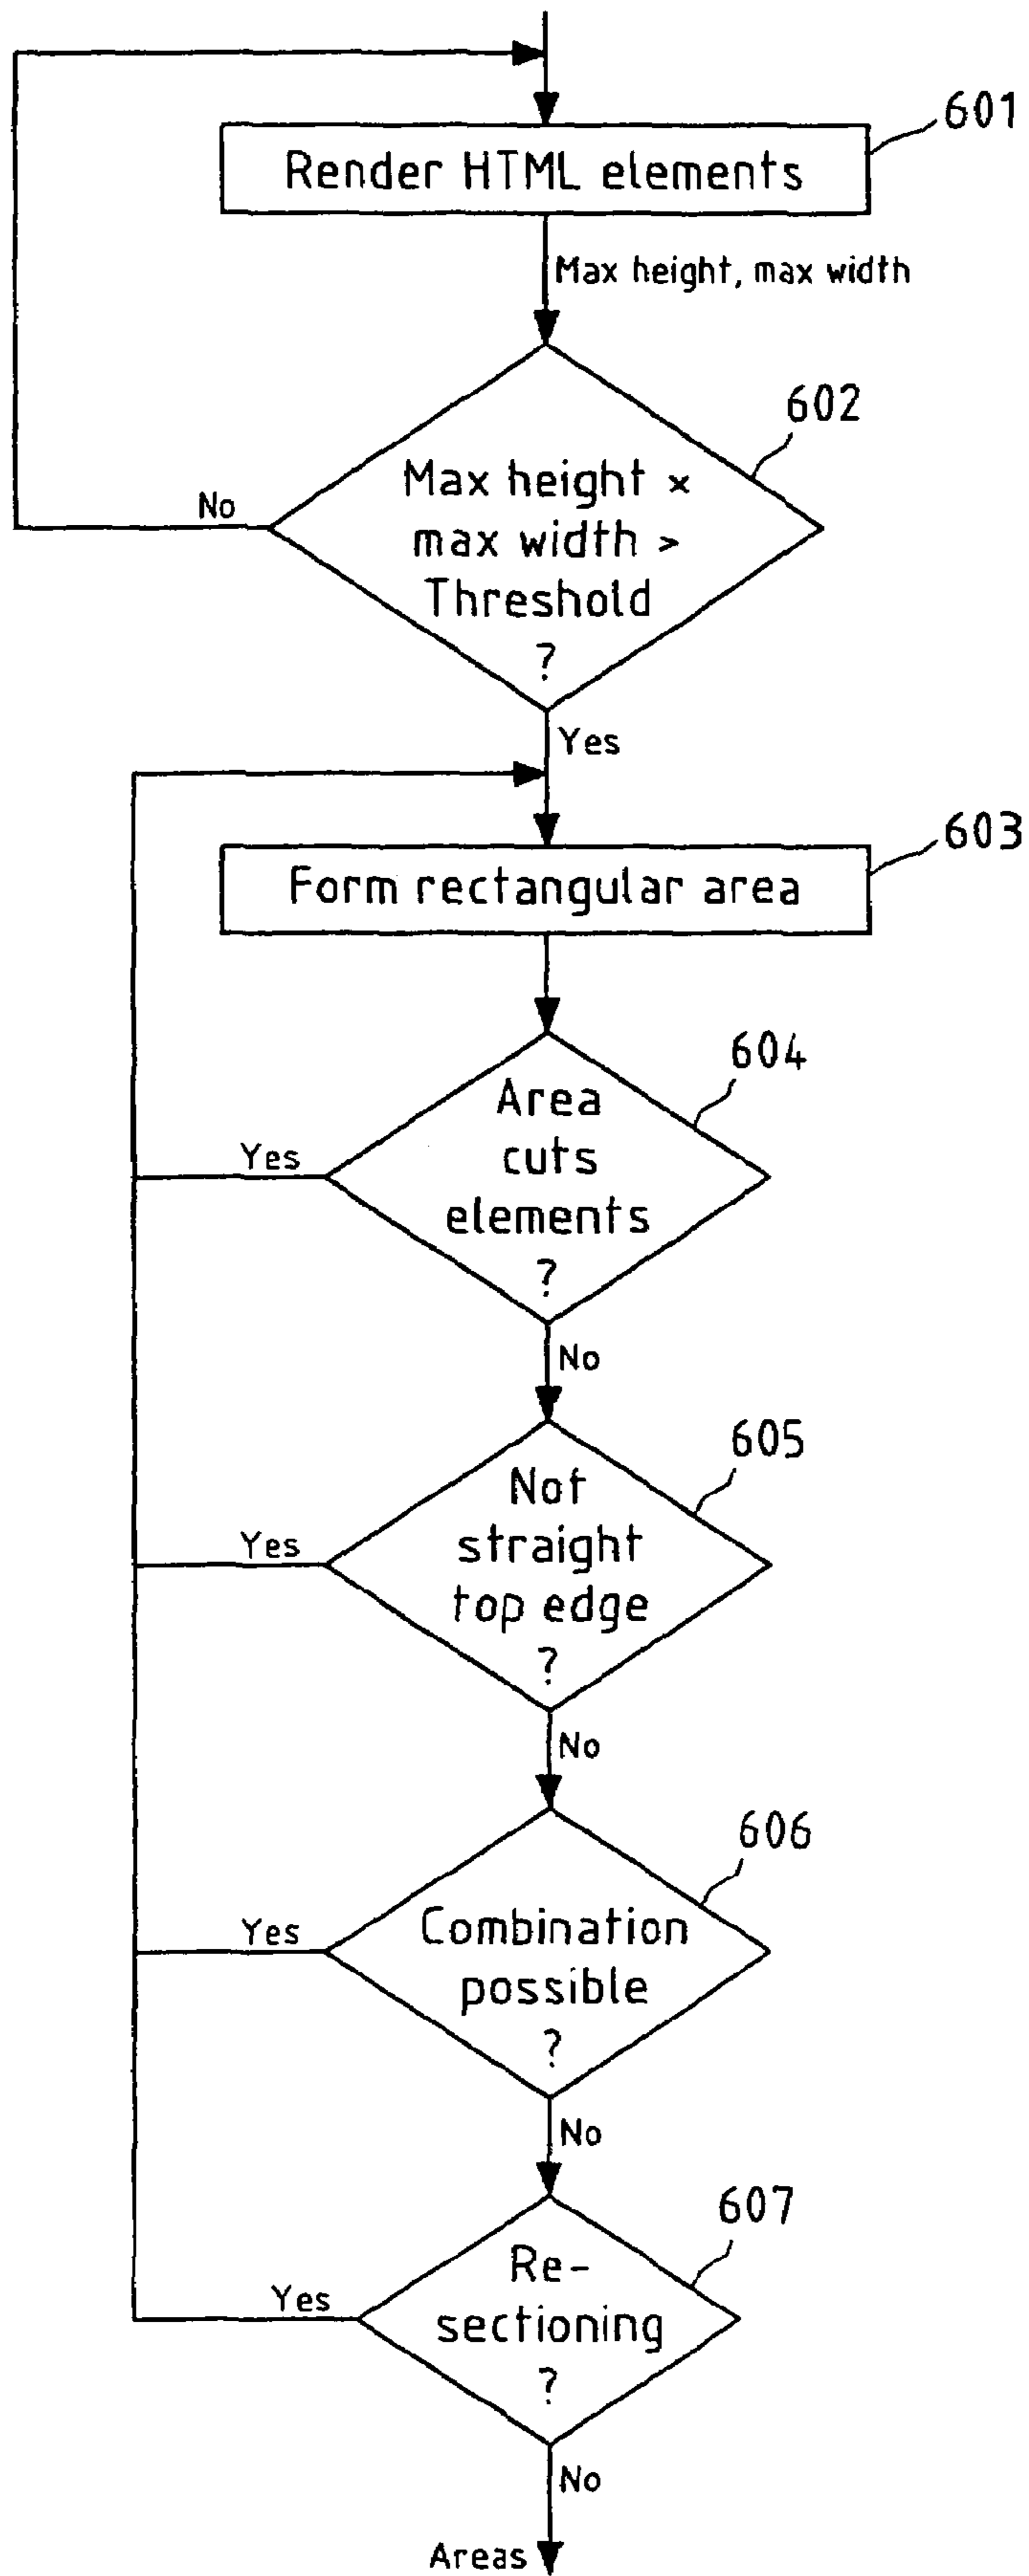 601
Render HTML elements
Max height, max width
602
Max height ×
max width >
Threshold
?
No
Yes
603
Form rectangular area
604
Area
cuts
elements
?
Yes
No
605
Not
straight
top edge
?
Yes
No
606
Combination
possible
?
Yes
No
607
Re-
sectioning
?
Yes
No
Areas